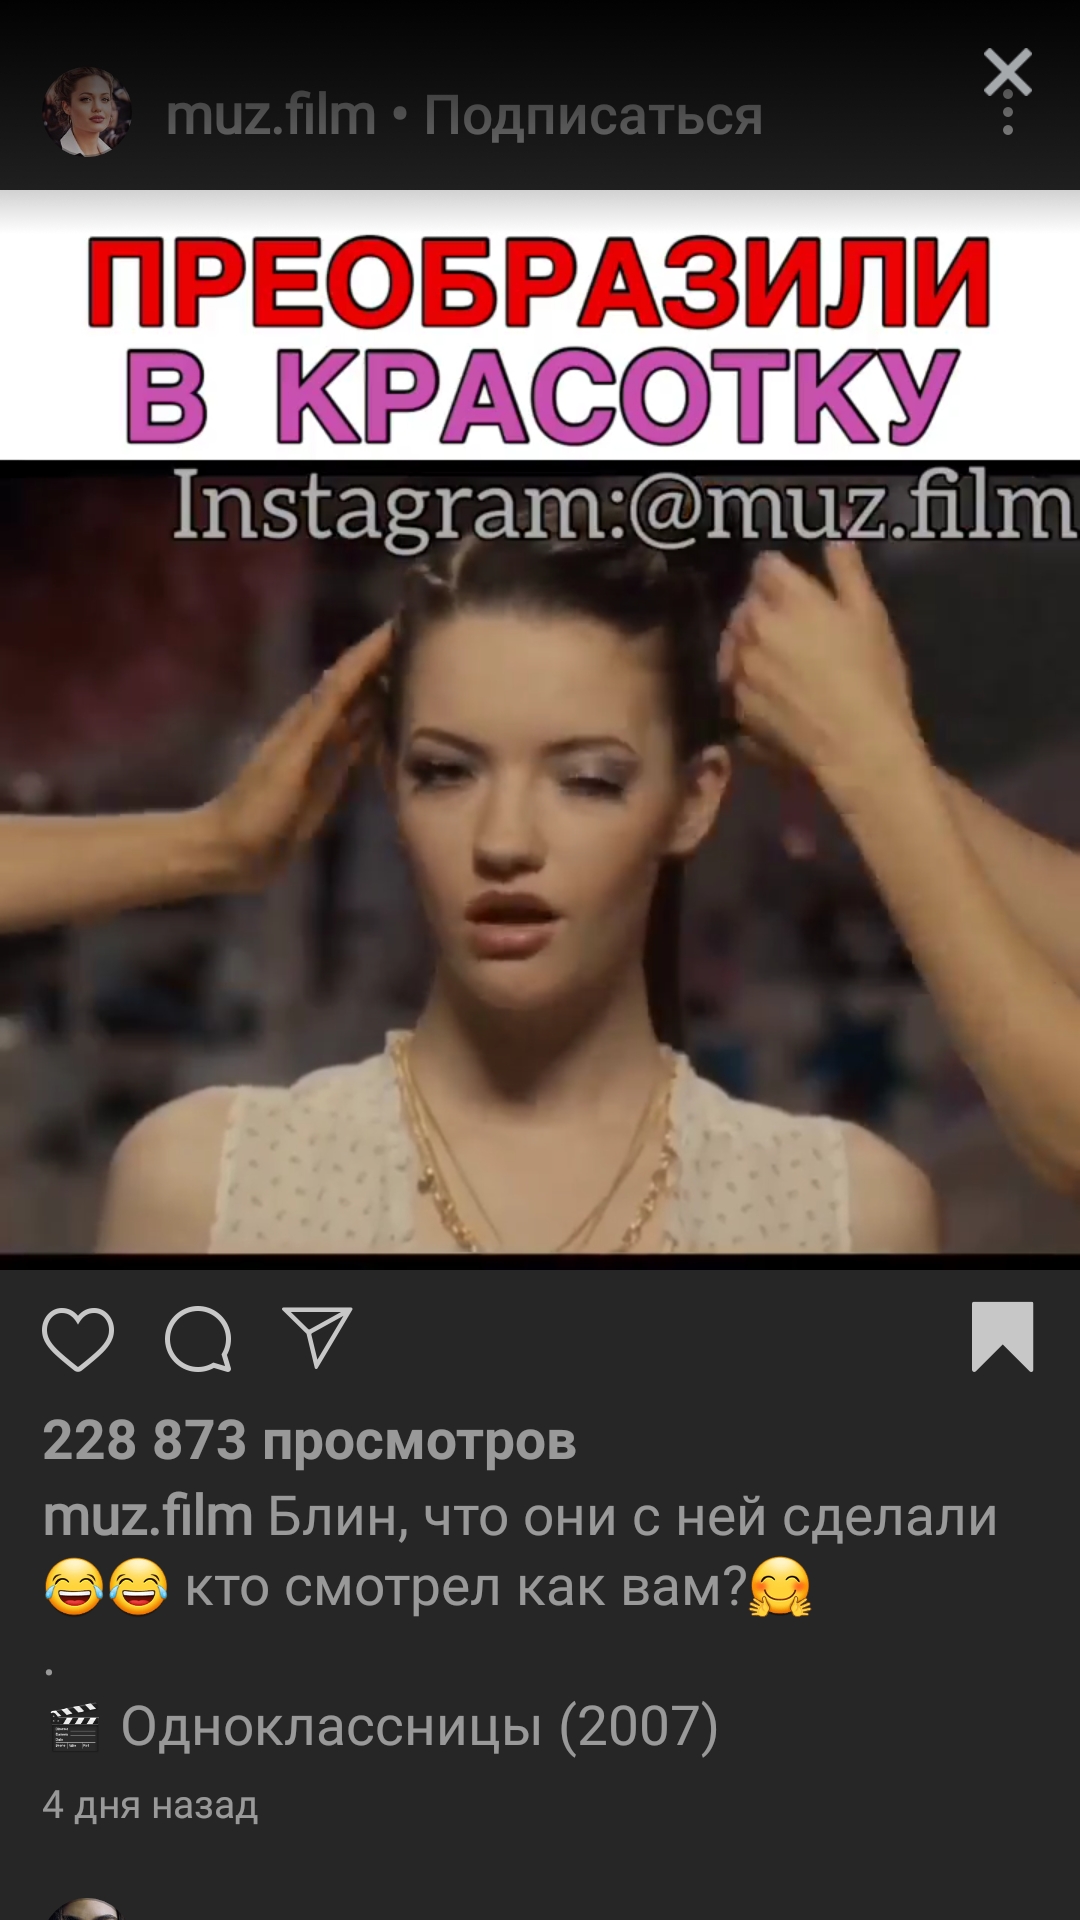 muz.film • Подписаться
ПРЕОБРАЗИЛИ
В КРАСОТКУ
Instagram:@muz.film
228 873 просмотров
muz.film Блин, что они с ней сделали
😂😂 кто смотрел как вам?🤗
.
🎬 Одноклассницы (2007)
4 дня назад